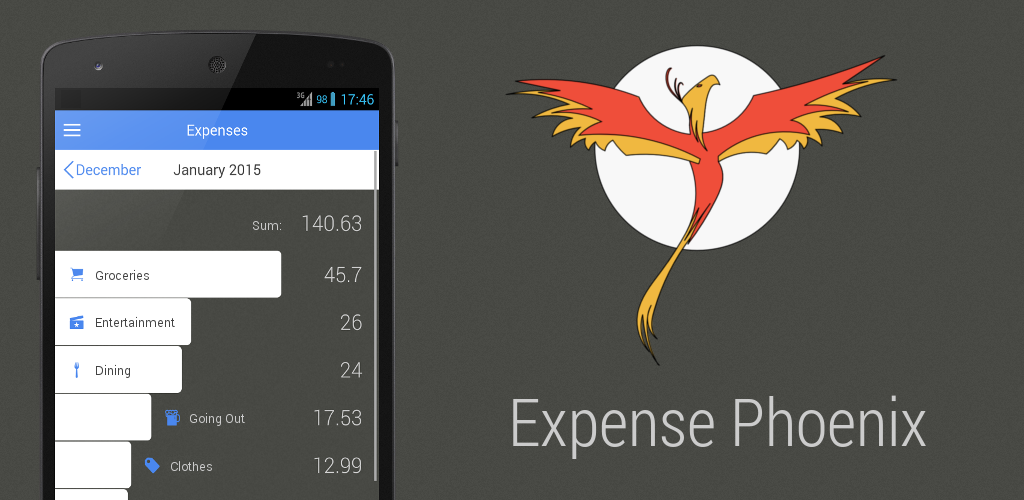 3G 98 17:46
Expenses
December January 2015
Sum: 140.63
Groceries 45.7
Entertainment 26
Dining 24
Going Out 17.53
Clothes 12.99
Expense Phoenix